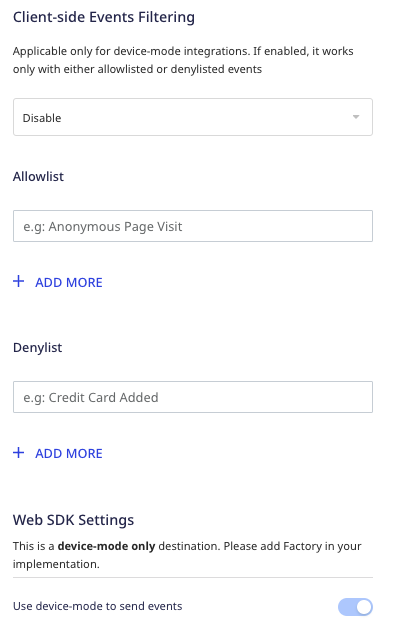 Client-side Events Filtering
Applicable only for device-mode integrations. If enabled, it works
only with either allowlisted or denylisted events
Disable
Allowlist
e.g: Anonymous Page Visit
+ ADD MORE
Denylist
e.g: Credit Card Added
+ ADD MORE
Web SDK Settings
This is a device-mode only destination. Please add Factory in your
implementation.
Use device-mode to send events